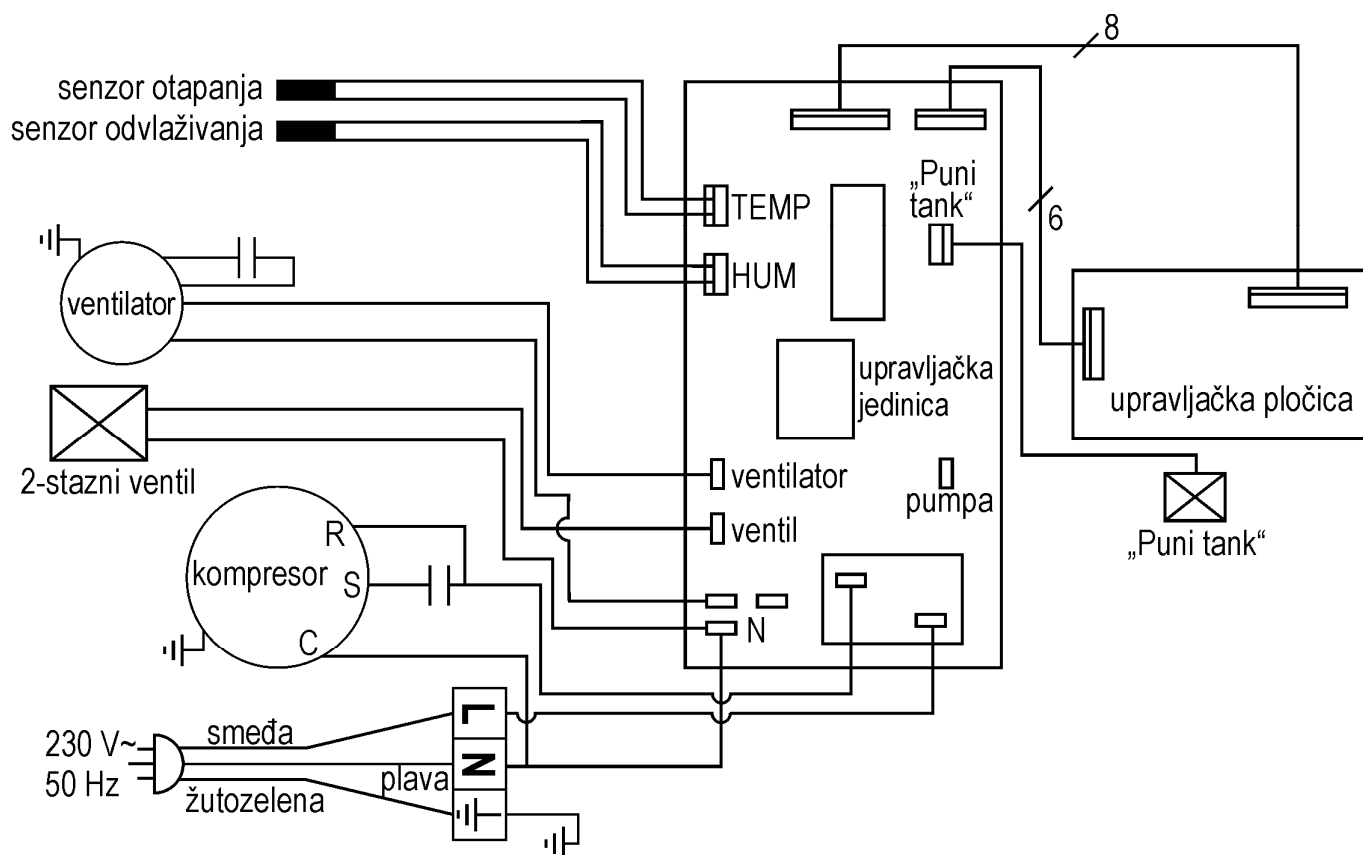 8
senzor otapanja
senzor odvlaživanja
„Puni
tank“
TEMP
6
HUM
ventilator
upravljačka
jedinica
upravljačka pločica
2-stazni ventil
ventilator
pumpa
R
ventil
„Puni tank“
kompresor
S
N
C
L
230 V~
smeđa
N
50 Hz
plava
žutozelena